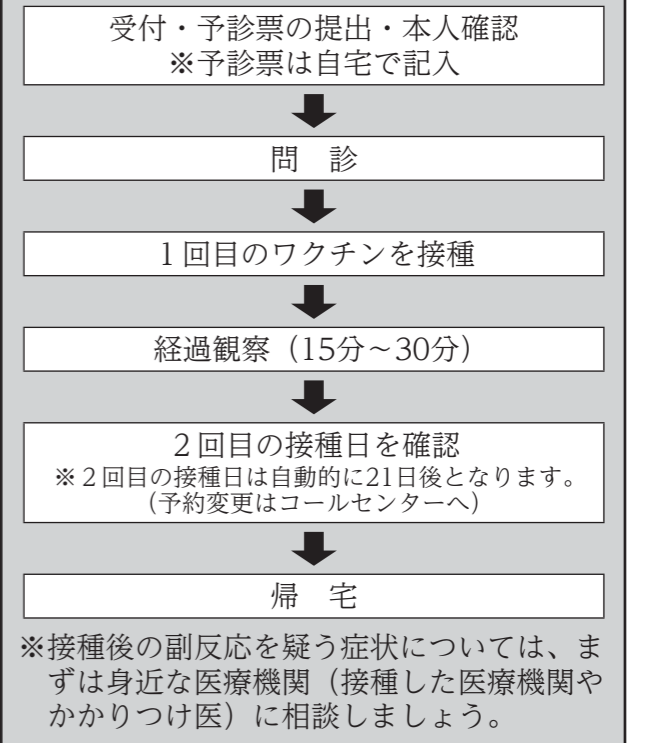 受付・予診票の提出・本人確認
※予診票は自宅で記入
問　診
１回目のワクチンを接種
経過観察（15分～30分）
２回目の接種日を確認
※２回目の接種日は自動的に21日後となります。
（予約変更はコールセンターへ）
帰　宅
※接種後の副反応を疑う症状については、ま
ずは身近な医療機関（接種した医療機関や
かかりつけ医）に相談しましょう。